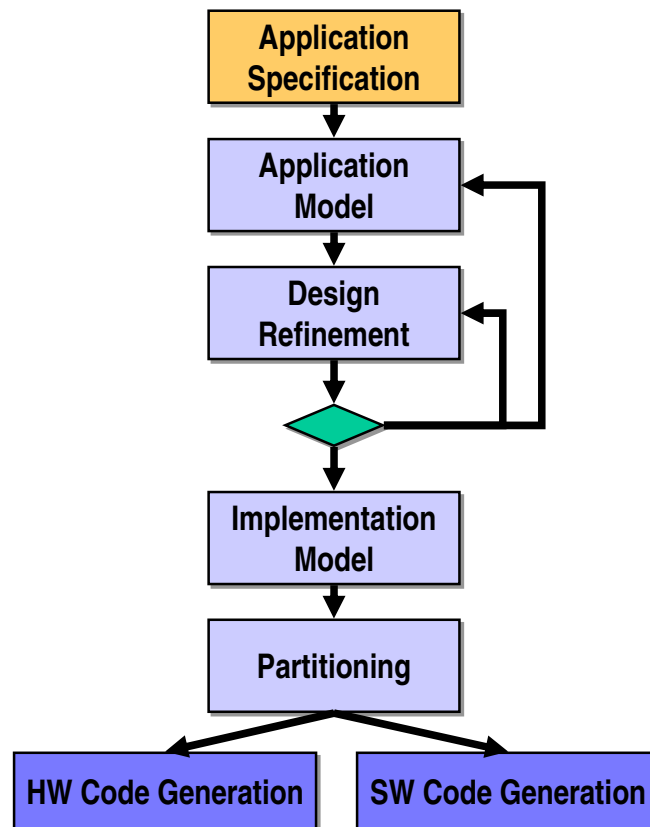 Application
Specification
Application
Model
Design
Refinement
Implementation
Model
Partitioning
HW Code Generation
SW Code Generation